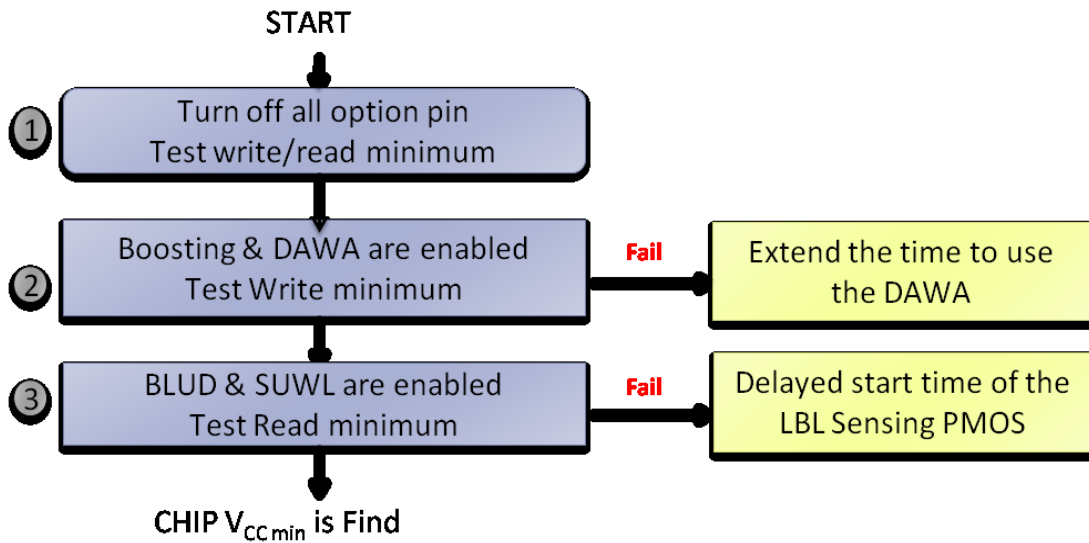 START
1
Turn off all option pin
Test write/read minimum
2
Boosting & DAWA are enabled
Test Write minimum
Fail
Extend the time to use
the DAWA
3
BLUD & SUWL are enabled
Test Read minimum
Fail
Delayed start time of the
LBL Sensing PMOS
CHIP VCC min is Find